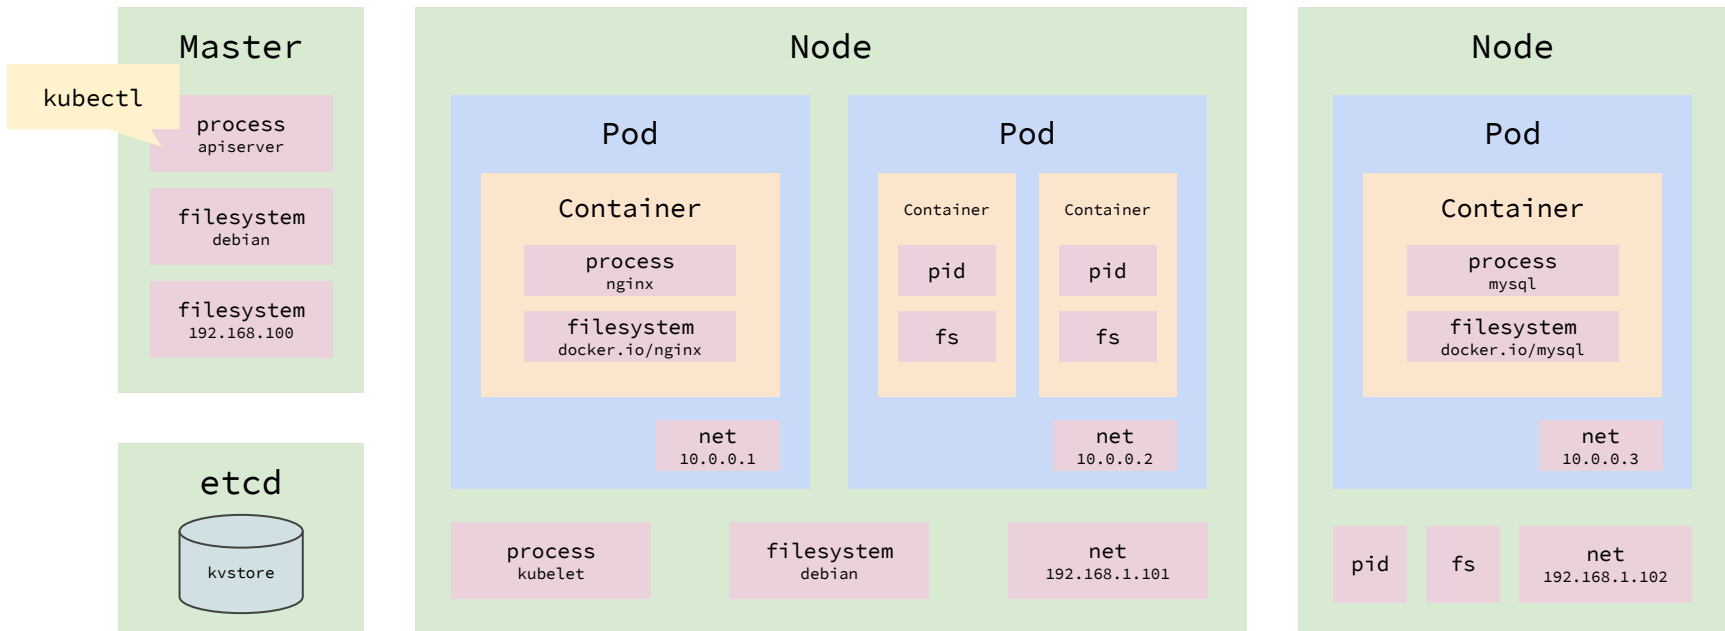 Master
kubectl
process
apiserver
filesystem
debian
filesystem
192.168.100
etcd
kvstore
Node
Pod
Container
process
nginx
filesystem
docker.io/nginx
net
10.0.0.1
Pod
Container
pid
fs
Container
pid
fs
net
10.0.0.2
process
kubelet
filesystem
debian
net
192.168.1.101
Node
Pod
Container
process
mysql
filesystem
docker.io/mysql
net
10.0.0.3
pid
fs
net
192.168.1.102